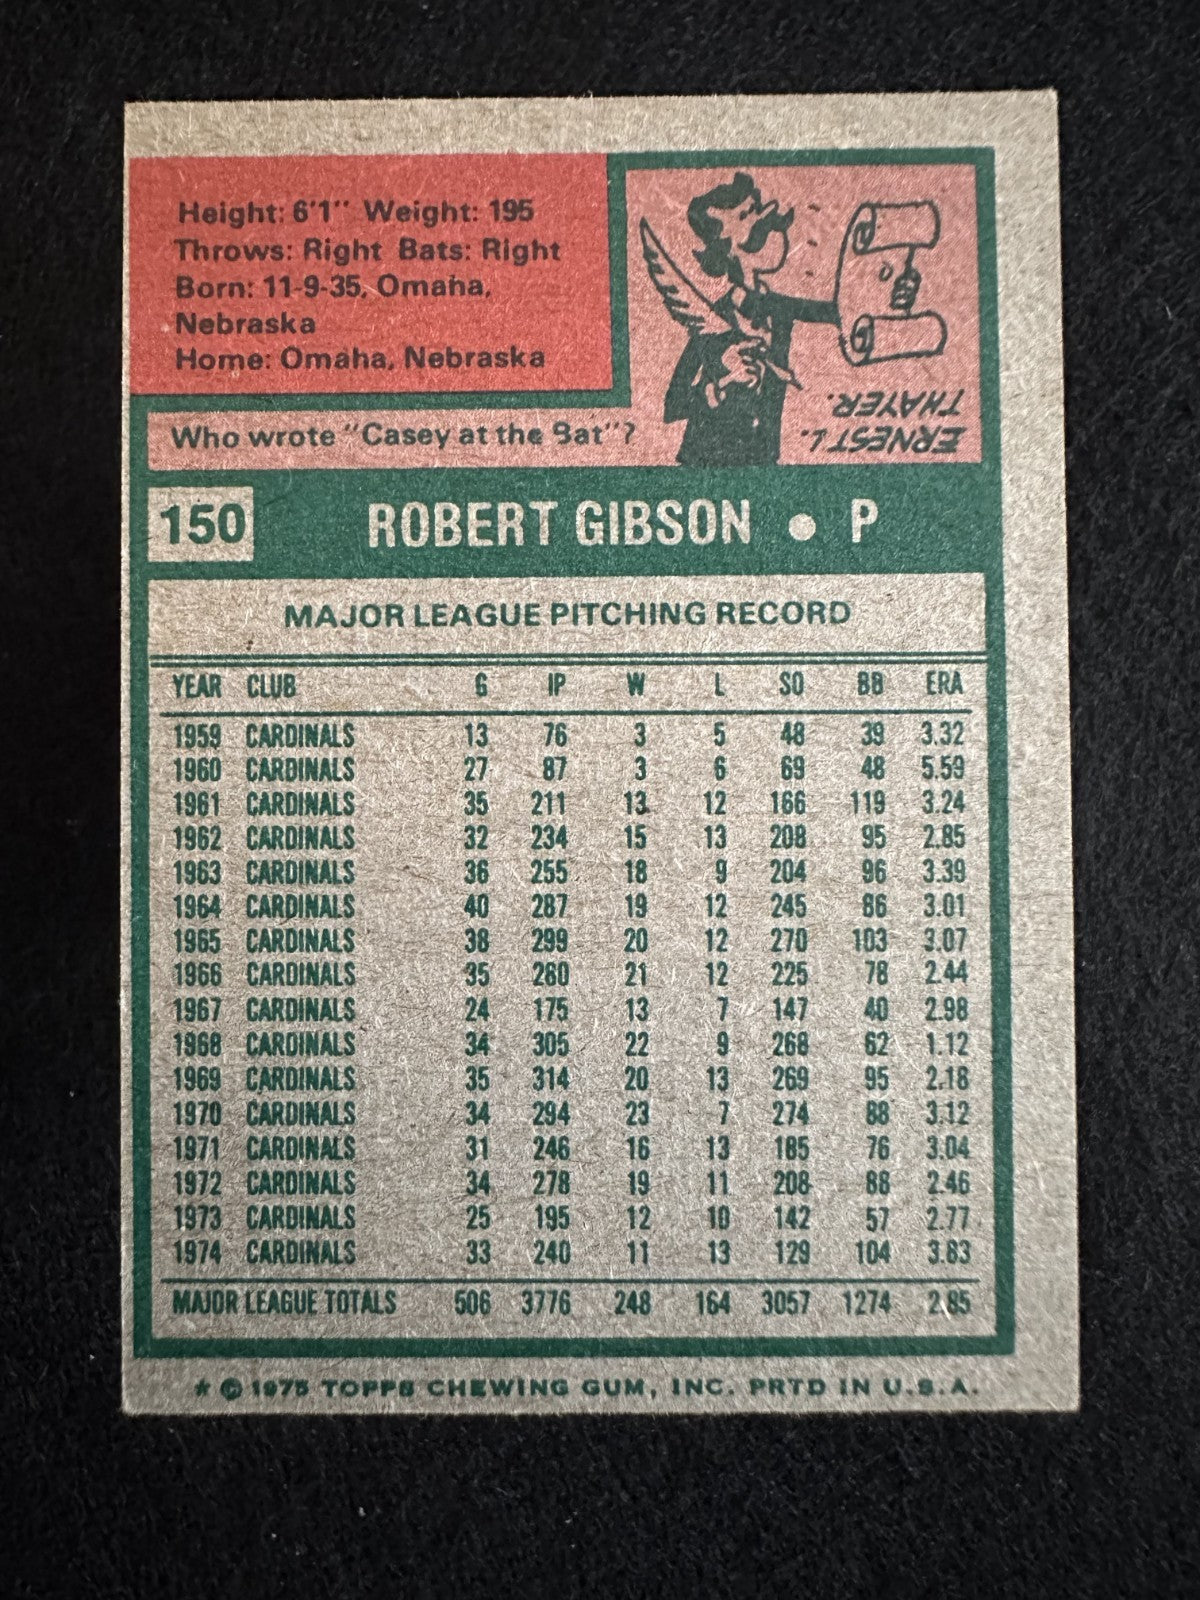 Height: 6'1" Weight: 195
Throws: Right Bats: Right
Born: 11-9-35, Omaha,
Nebraska
Home: Omaha, Nebraska
ERNEST L.
THAYER.
Who wrote "Casey at the Bat"?
150 ROBERT GIBSON • P
MAJOR LEAGUE PITCHING RECORD
YEAR CLUB G IP W L SO BB ERA
1959 CARDINALS 13 76 3 5 48 39 3.32
1960 CARDINALS 27 87 3 6 69 48 5.59
1961 CARDINALS 35 211 13 12 166 119 3.24
1962 CARDINALS 32 234 15 13 208 95 2.85
1963 CARDINALS 36 255 18 9 204 96 3.39
1964 CARDINALS 40 287 19 12 245 86 3.01
1965 CARDINALS 38 299 20 12 270 103 3.07
1966 CARDINALS 35 280 21 12 225 78 2.44
1967 CARDINALS 24 175 13 7 147 40 2.98
1968 CARDINALS 34 305 22 9 268 62 1.12
1969 CARDINALS 35 314 20 13 269 95 2.18
1970 CARDINALS 34 294 23 7 274 88 3.12
1971 CARDINALS 31 246 16 13 185 76 3.04
1972 CARDINALS 34 278 19 11 208 88 2.46
1973 CARDINALS 25 195 12 10 142 57 2.77
1974 CARDINALS 33 240 11 13 129 104 3.83
MAJOR LEAGUE TOTALS 506 3776 248 164 3057 1274 2.85
★ © 1975 TOPPS CHEWING GUM, INC. PRTD IN U.S.A.